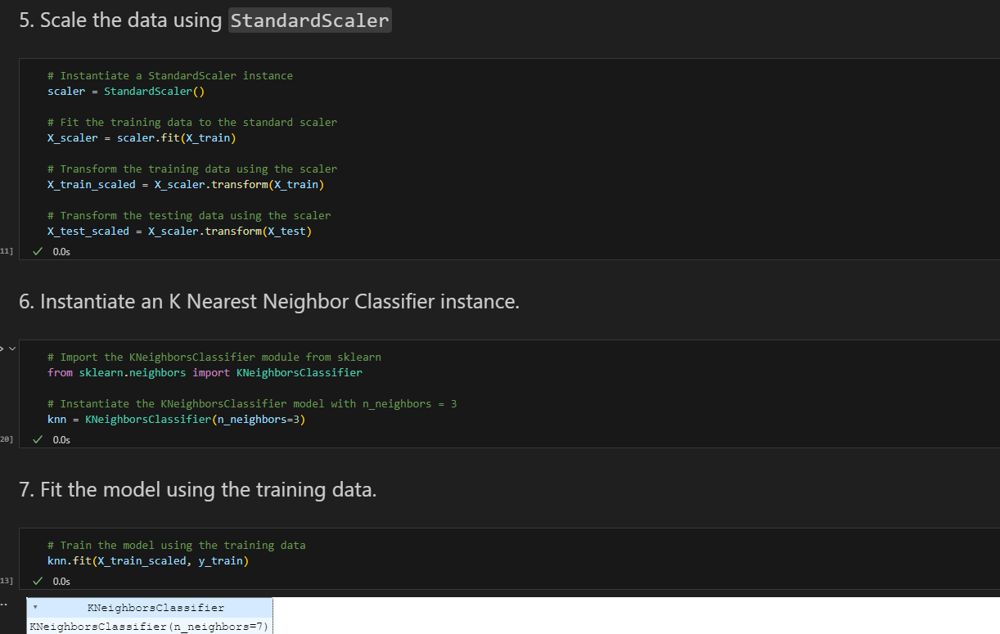 5. Scale the data using StandardScaler
# Instantiate a StandardScaler instance
scaler = StandardScaler()
# Fit the training data to the standard scaler
X_scaler = scaler.fit(X_train)
# Transform the training data using the scaler
X_train_scaled = X_scaler.transform(X_train)
# Transform the testing data using the scaler
X_test_scaled = X_scaler.transform(X_test)
11] 0.0s
6. Instantiate an K Nearest Neighbor Classifier instance.
# Import the KNeighborsClassifier module from sklearn
from sklearn.neighbors import KNeighborsClassifier
# Instantiate the KNeighborsClassifier model with n_neighbors = 3
knn = KNeighborsClassifier(n_neighbors=3)
20] 0.0s
7. Fit the model using the training data.
# Train the model using the training data
knn.fit(X_train_scaled, y_train)
13] 0.0s
KNeighborsClassifier
KNeighborsClassifier(n_neighbors=7)